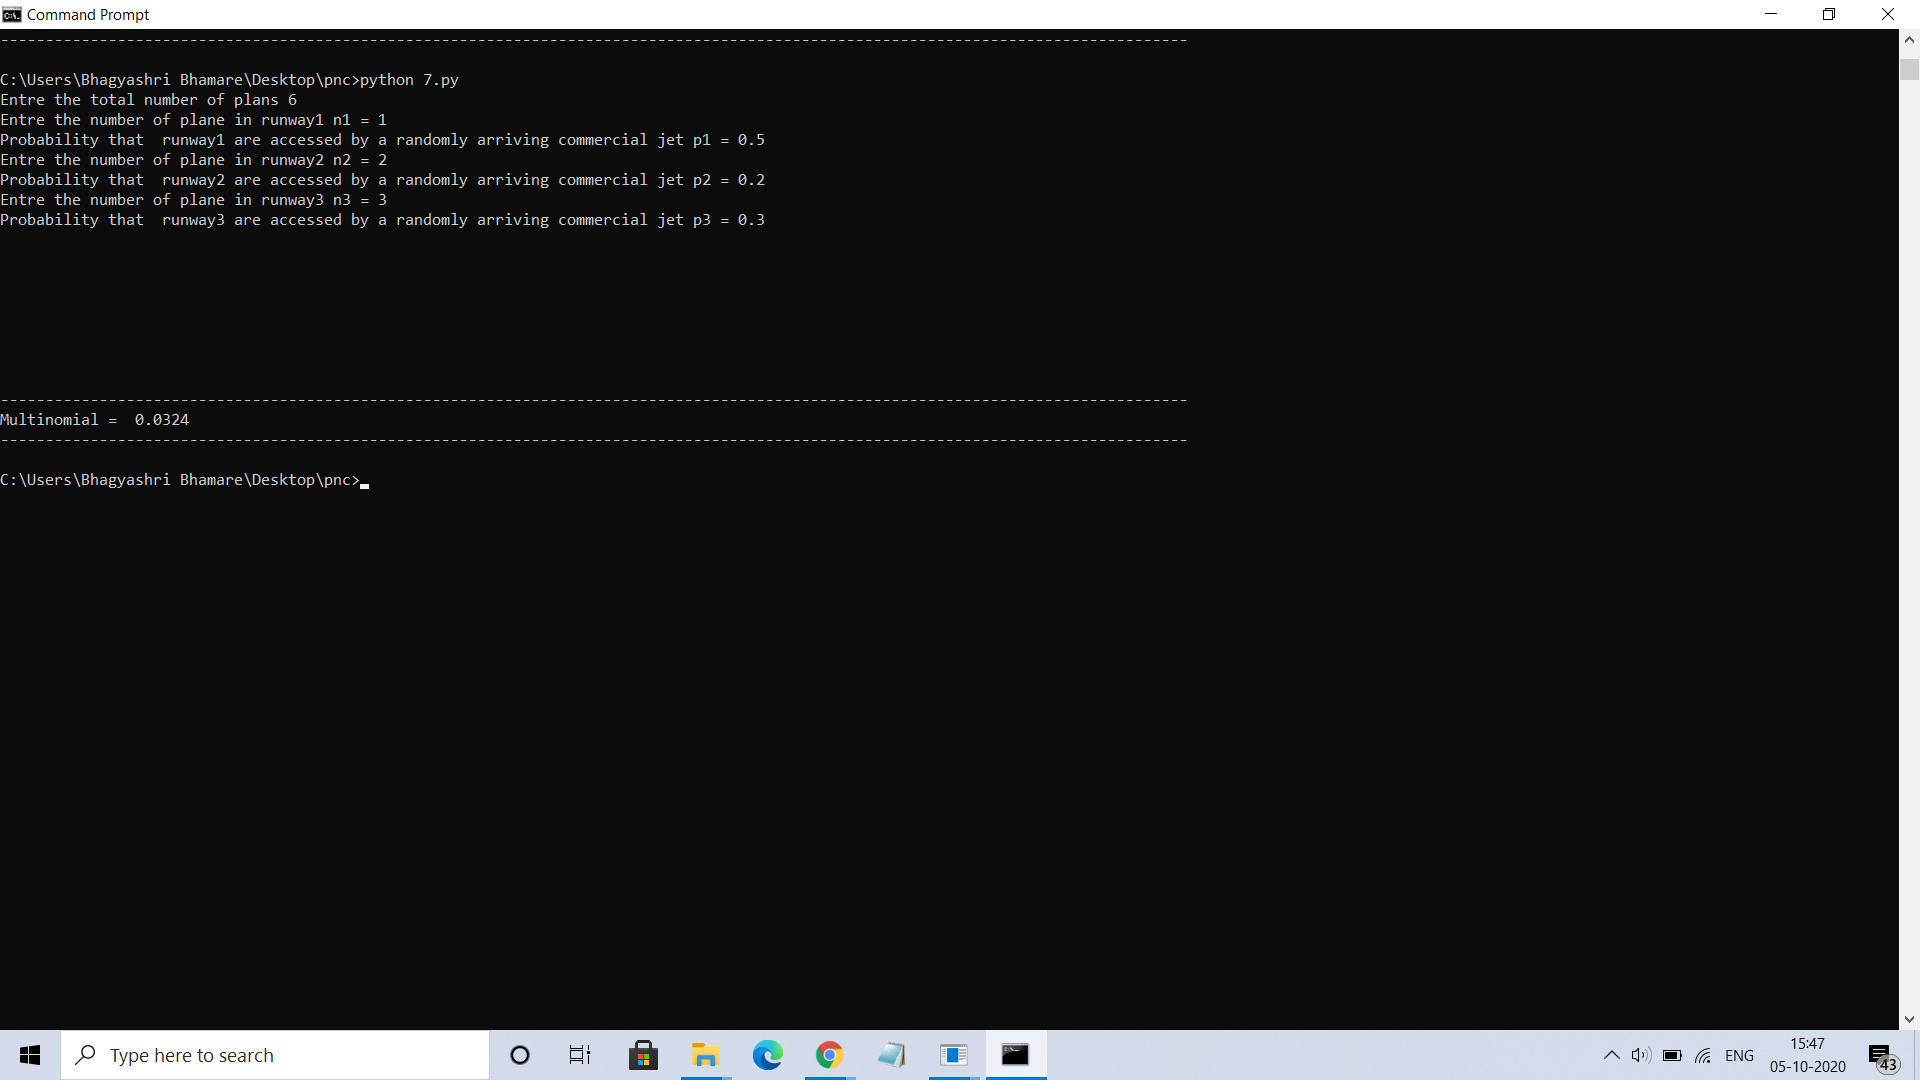 Command Prompt
------------------------------------------------------------------------------------------------------------------------------------
C:\Users\Bhagyashri Bhamare\Desktop\pnc>python 7.py
Entre the total number of plans 6
Entre the number of plane in runway1 n1 = 1
Probability that  runway1 are accessed by a randomly arriving commercial jet p1 = 0.5
Entre the number of plane in runway2 n2 = 2
Probability that  runway2 are accessed by a randomly arriving commercial jet p2 = 0.2
Entre the number of plane in runway3 n3 = 3
Probability that  runway3 are accessed by a randomly arriving commercial jet p3 = 0.3
------------------------------------------------------------------------------------------------------------------------------------
Multinomial =  0.0324
------------------------------------------------------------------------------------------------------------------------------------
C:\Users\Bhagyashri Bhamare\Desktop\pnc>
Type here to search
ENG
15:47
05-10-2020
43